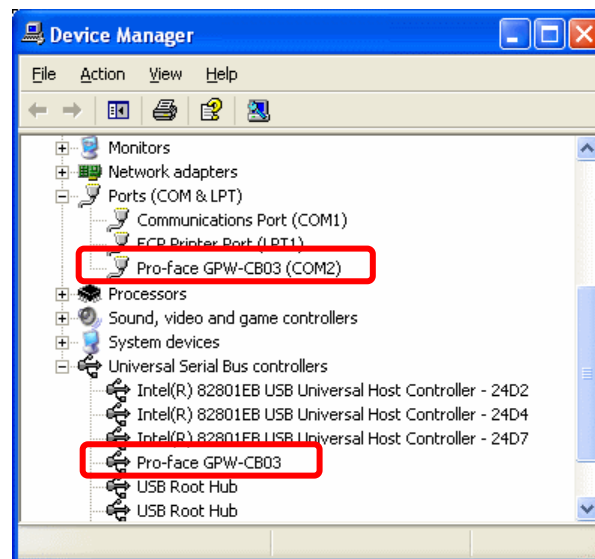 Device Manager
File Action View Help
Monitors
Network adapters
Ports (COM & LPT)
Communications Port (COM1)
ECP Printer Port (LPT1)
Pro-face GPW-CB03 (COM2)
Processors
Sound, video and game controllers
System devices
Universal Serial Bus controllers
Intel(R) 82801EB USB Universal Host Controller - 24D2
Intel(R) 82801EB USB Universal Host Controller - 24D4
Intel(R) 82801EB USB Universal Host Controller - 24D7
Pro-face GPW-CB03
USB Root Hub
USB Root Hub